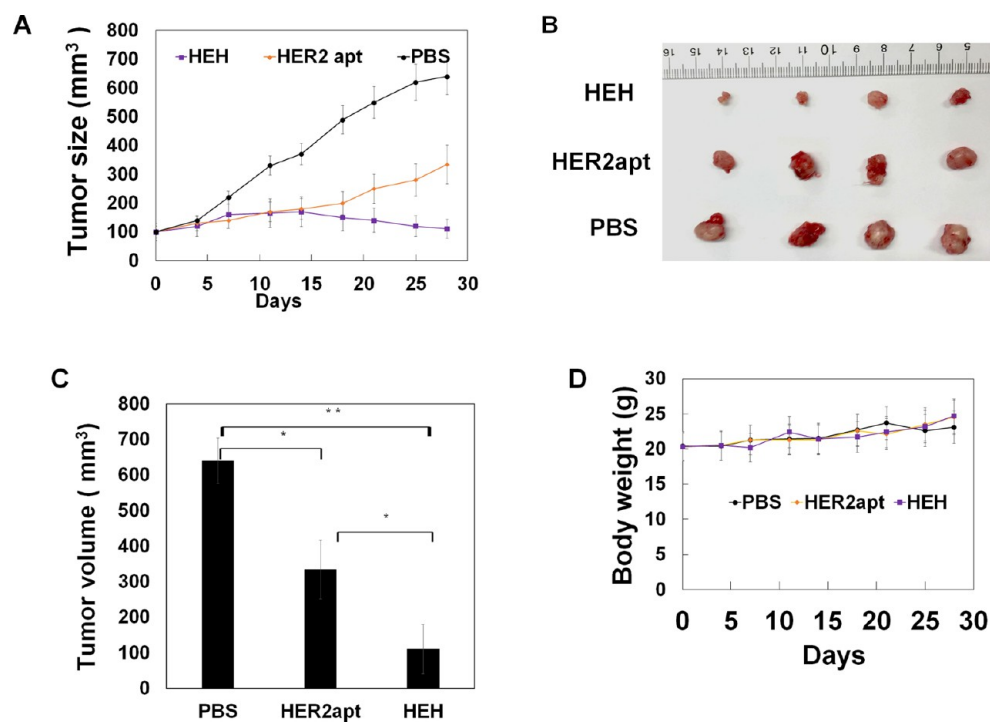 A
800
700
600
500
400
300
200
100
0
Tumor size (mm³)
HEH HER2 apt PBS
0 5 10 15 20 25 30
Days
B
16 15 14 13 12 11 10 9 8 7 6 5
HEH
HER2apt
PBS
C
800
700
600
500
400
300
200
100
0
Tumor volume ( mm³)
* *
*
*
PBS HER2apt HEH
D
30
25
20
15
10
5
0
Body weight (g)
PBS HER2apt HEH
0 5 10 15 20 25 30
Days